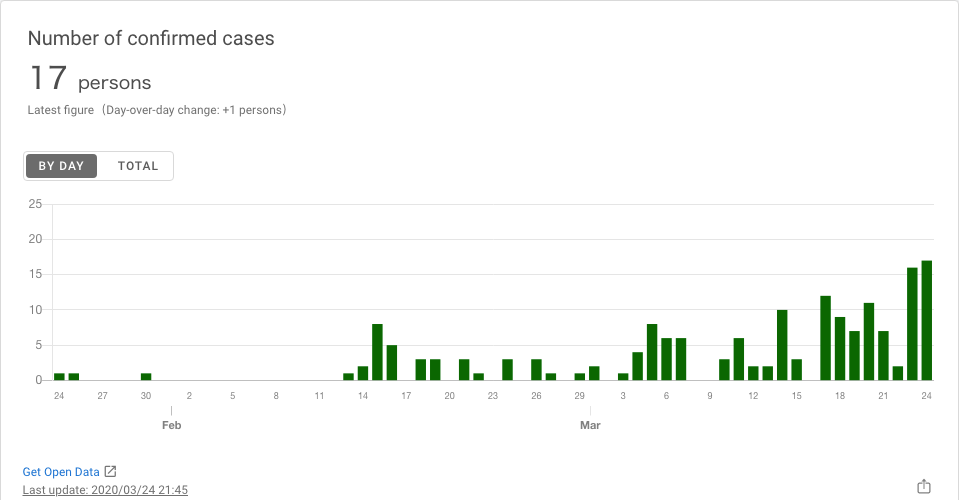 Number of confirmed cases
17 persons
Latest figure (Day-over-day change: +1 persons)
BY DAY TOTAL
25
20
15
10
5
0
24 27 30 2 5 8 11 14 17 20 23 26 29 3 6 9 12 15 18 21 24
Feb Mar
Get Open Data
Last update: 2020/03/24 21:45